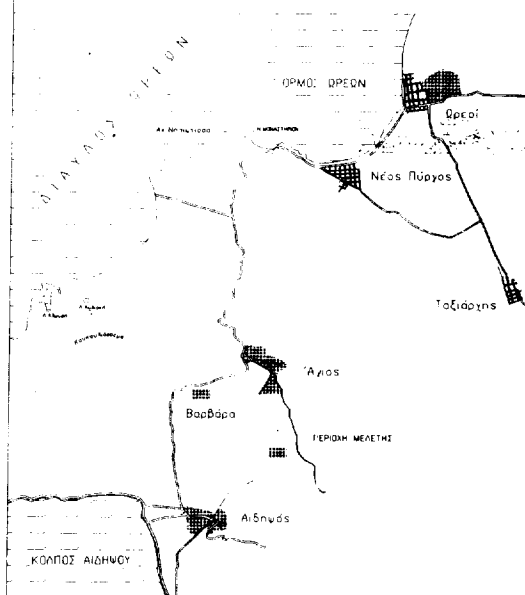 ΔΙΑΥΛΟΣ ΩΡΕΩΝ
ΟΡΜΟΣ ΩΡΕΩΝ
Ωρεοί
Νέος Πύργος
Ταξιάρχης
Άγιος
Βαρβάρα
ΠΕΡΙΟΧΗ ΜΕΛΕΤΗΣ
Αιδηψός
ΚΟΛΠΟΣ ΑΙΔΗΨΟΥ